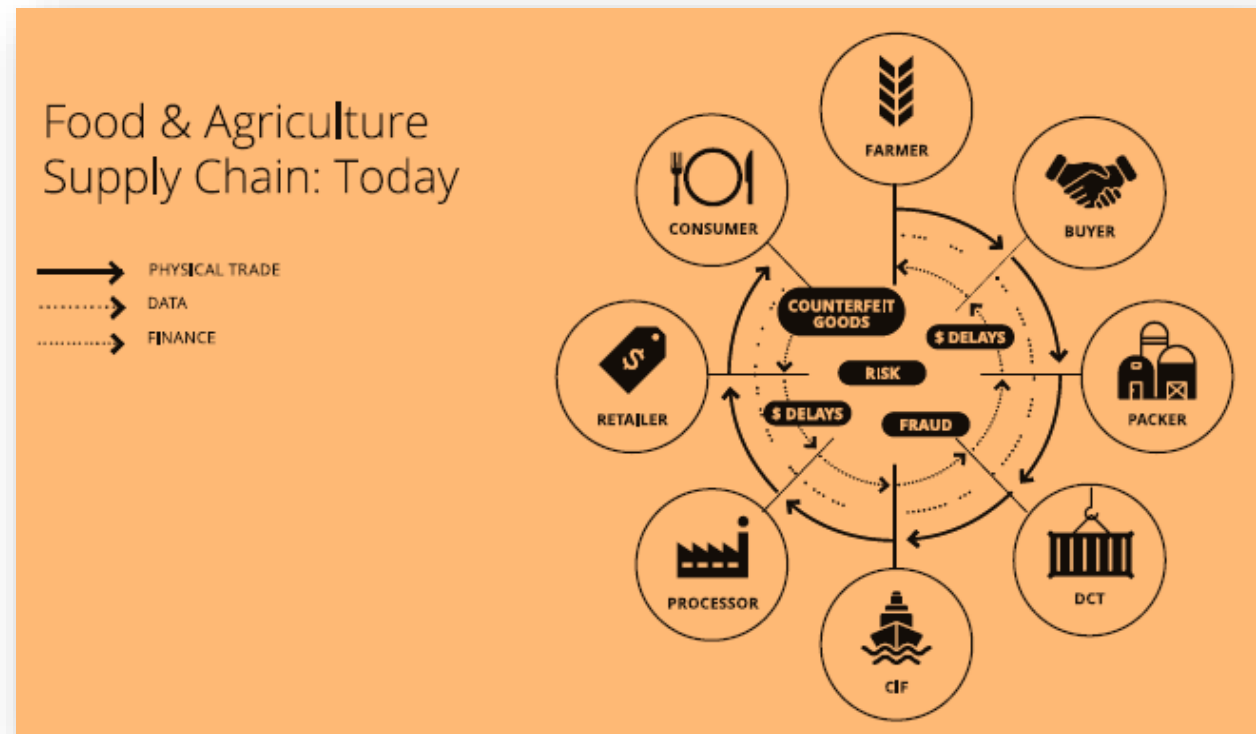 Food & Agriculture
Supply Chain: Today
PHYSICAL TRADE
DATA
FINANCE
FARMER
BUYER
PACKER
DCT
CIF
PROCESSOR
RETAILER
$
CONSUMER
COUNTERFEIT
GOODS
$ DELAYS
RISK
$ DELAYS
FRAUD